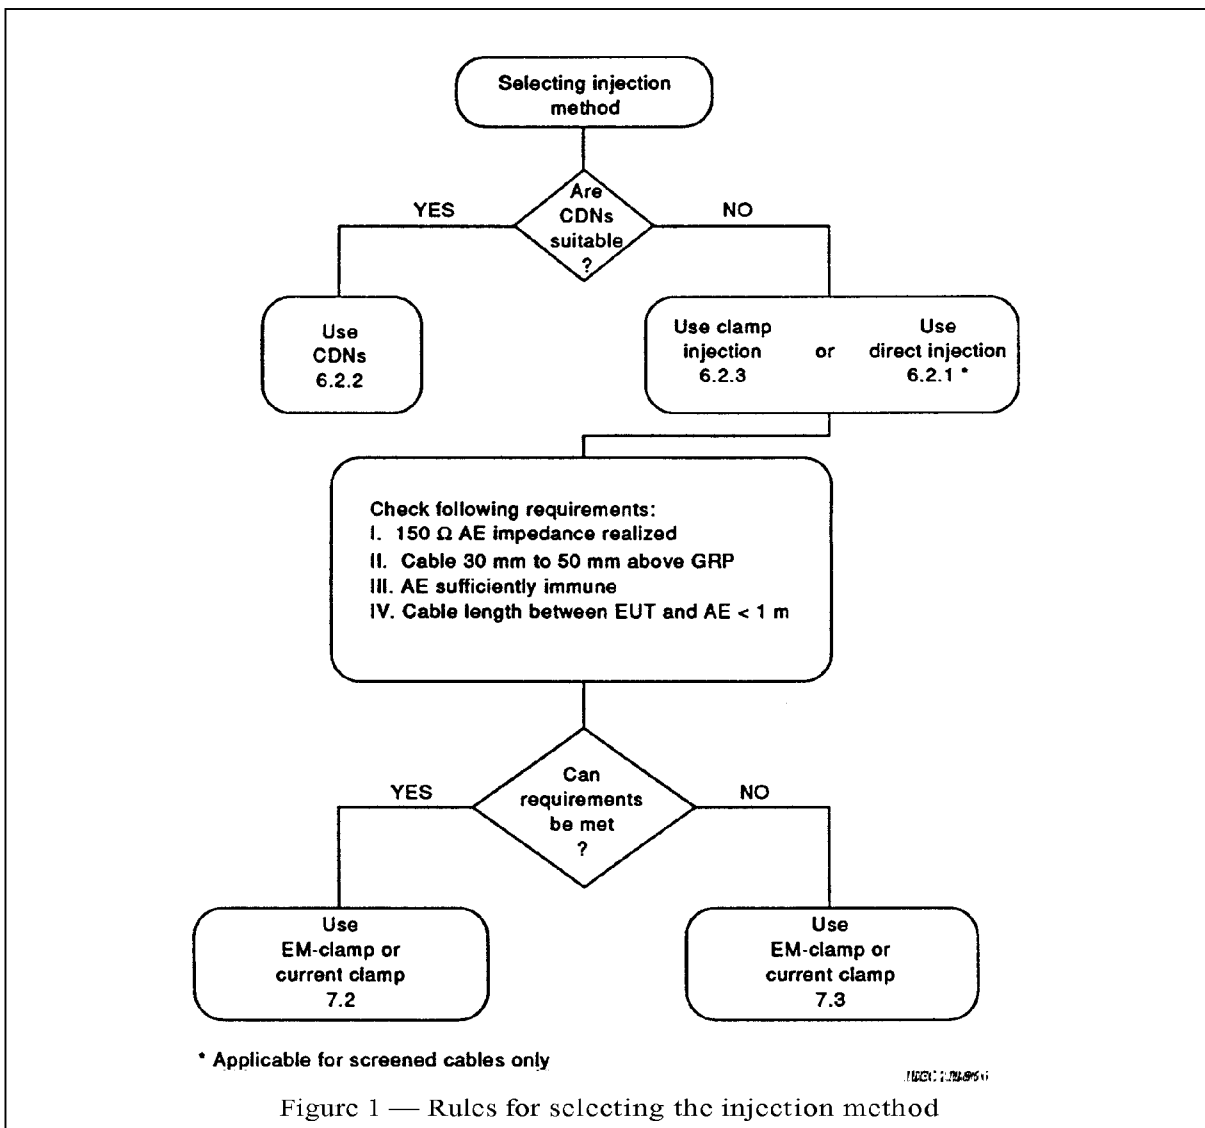 Selecting injection
method
Are
CDNs
suitable
?
YES
NO
Use
CDNs
6.2.2
Use clamp
injection
6.2.3
or
Use
direct injection
6.2.1 *
Check following requirements:
I. 150 Ω AE impedance realized
II. Cable 30 mm to 50 mm above GRP
III. AE sufficiently immune
IV. Cable length between EUT and AE < 1 m
Can
requirements
be met
?
YES
NO
Use
EM-clamp or
current clamp
7.2
Use
EM-clamp or
current clamp
7.3
* Applicable for screened cables only
Figure 1 — Rules for selecting the injection method